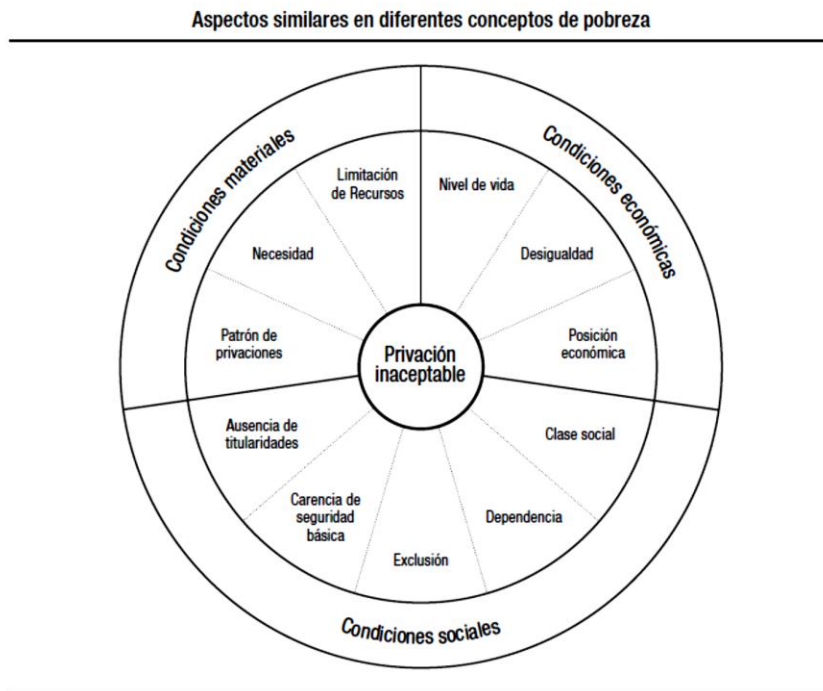 Aspectos similares en diferentes conceptos de pobreza
Condiciones materiales
Limitación
de Recursos
Necesidad
Patrón de
privaciones
Condiciones económicas
Nivel de vida
Desigualdad
Posición
económica
Privación
inaceptable
Ausencia de
titularidades
Carencia de
seguridad
básica
Exclusión
Dependencia
Clase social
Condiciones sociales